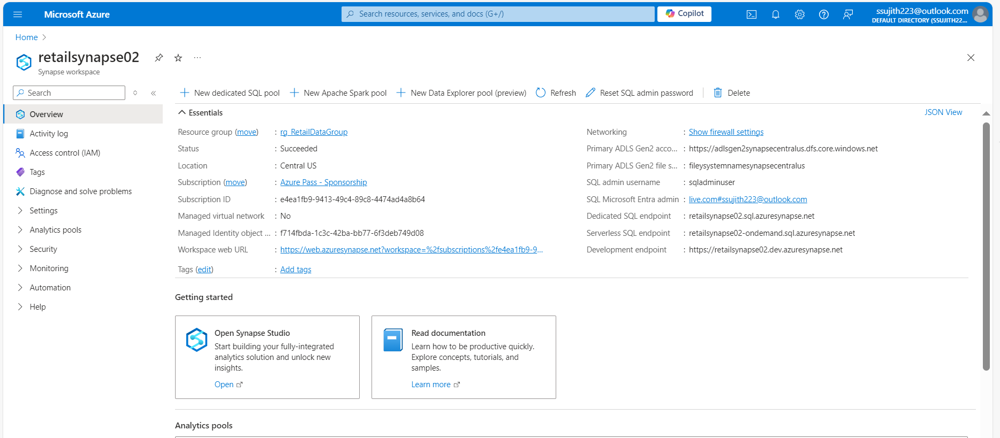 Microsoft Azure
Search resources, services, and docs (G+/)
Copilot
ssujith223@outlook.com
DEFAULT DIRECTORY (SSUJITH22...
Home
retailsynapse02
Synapse workspace
Search
New dedicated SQL pool
New Apache Spark pool
New Data Explorer pool (preview)
Refresh
Reset SQL admin password
Delete
Overview
Activity log
Access control (IAM)
Tags
Diagnose and solve problems
Settings
Analytics pools
Security
Monitoring
Automation
Help
Essentials
JSON View
Resource group (move) : rg_RetailDataGroup
Status : Succeeded
Location : Central US
Subscription (move) : Azure Pass - Sponsorship
Subscription ID : e4ea1fb9-9413-49c4-89c8-4474ad4a8b64
Managed virtual network : No
Managed Identity object ... : f714fbda-1c3c-42ba-bb77-6f3deb749d08
Workspace web URL : https://web.azuresynapse.net?workspace=%2fsubscriptions%2fe4ea1fb9-9...
Tags (edit) : Add tags
Networking : Show firewall settings
Primary ADLS Gen2 acco... : https://adlsgen2synapsecentralus.dfs.core.windows.net
Primary ADLS Gen2 file s... : fileysystemnamesynapsecentralus
SQL admin username : sqladminuser
SQL Microsoft Entra admin : live.com#ssujith223@outlook.com
Dedicated SQL endpoint : retailsynapse02.sql.azuresynapse.net
Serverless SQL endpoint : retailsynapse02-ondemand.sql.azuresynapse.net
Development endpoint : https://retailsynapse02.dev.azuresynapse.net
Getting started
Open Synapse Studio
Start building your fully-integrated
analytics solution and unlock new
insights.
Open
Read documentation
Learn how to be productive quickly.
Explore concepts, tutorials, and
samples.
Learn more
Analytics pools